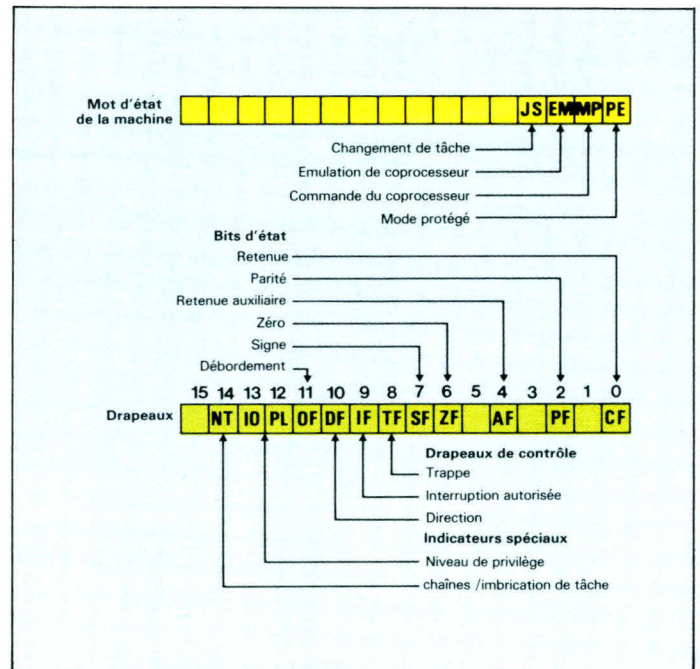 Mot d'état
de la machine
JS EM MP PE
Changement de tâche
Emulation de coprocesseur
Commande du coprocesseur
Mode protégé
Bits d'état
Retenue
Parité
Retenue auxiliaire
Zéro
Signe
Débordement
15 14 13 12 11 10 9 8 7 6 5 4 3 2 1 0
Drapeaux NT IO PL OF DF IF TF SF ZF AF PF CF
Drapeaux de contrôle
Trappe
Interruption autorisée
Direction
Indicateurs spéciaux
Niveau de privilège
chaînes /imbrication de tâche